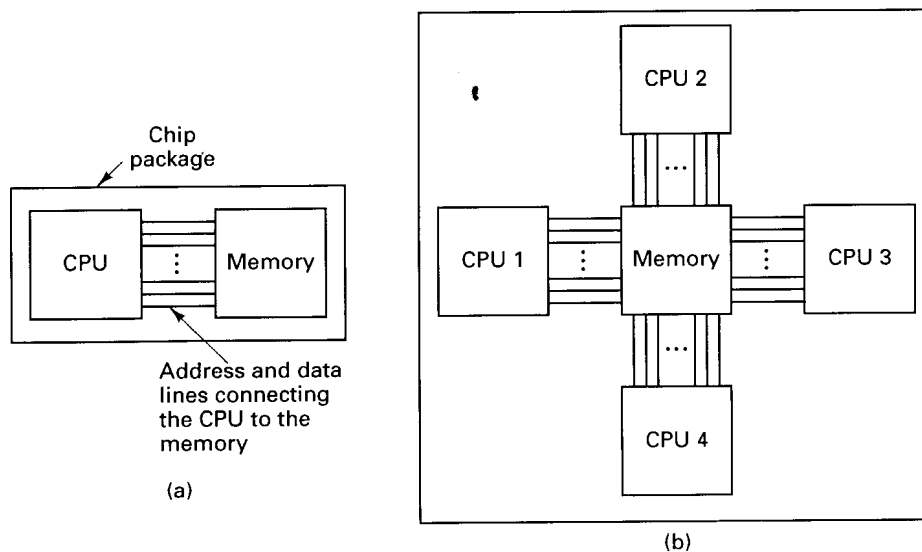 Chip
package
CPU
Memory
Address and data
lines connecting
the CPU to the
memory
(a)
CPU 2
CPU 1
Memory
CPU 3
CPU 4
(b)